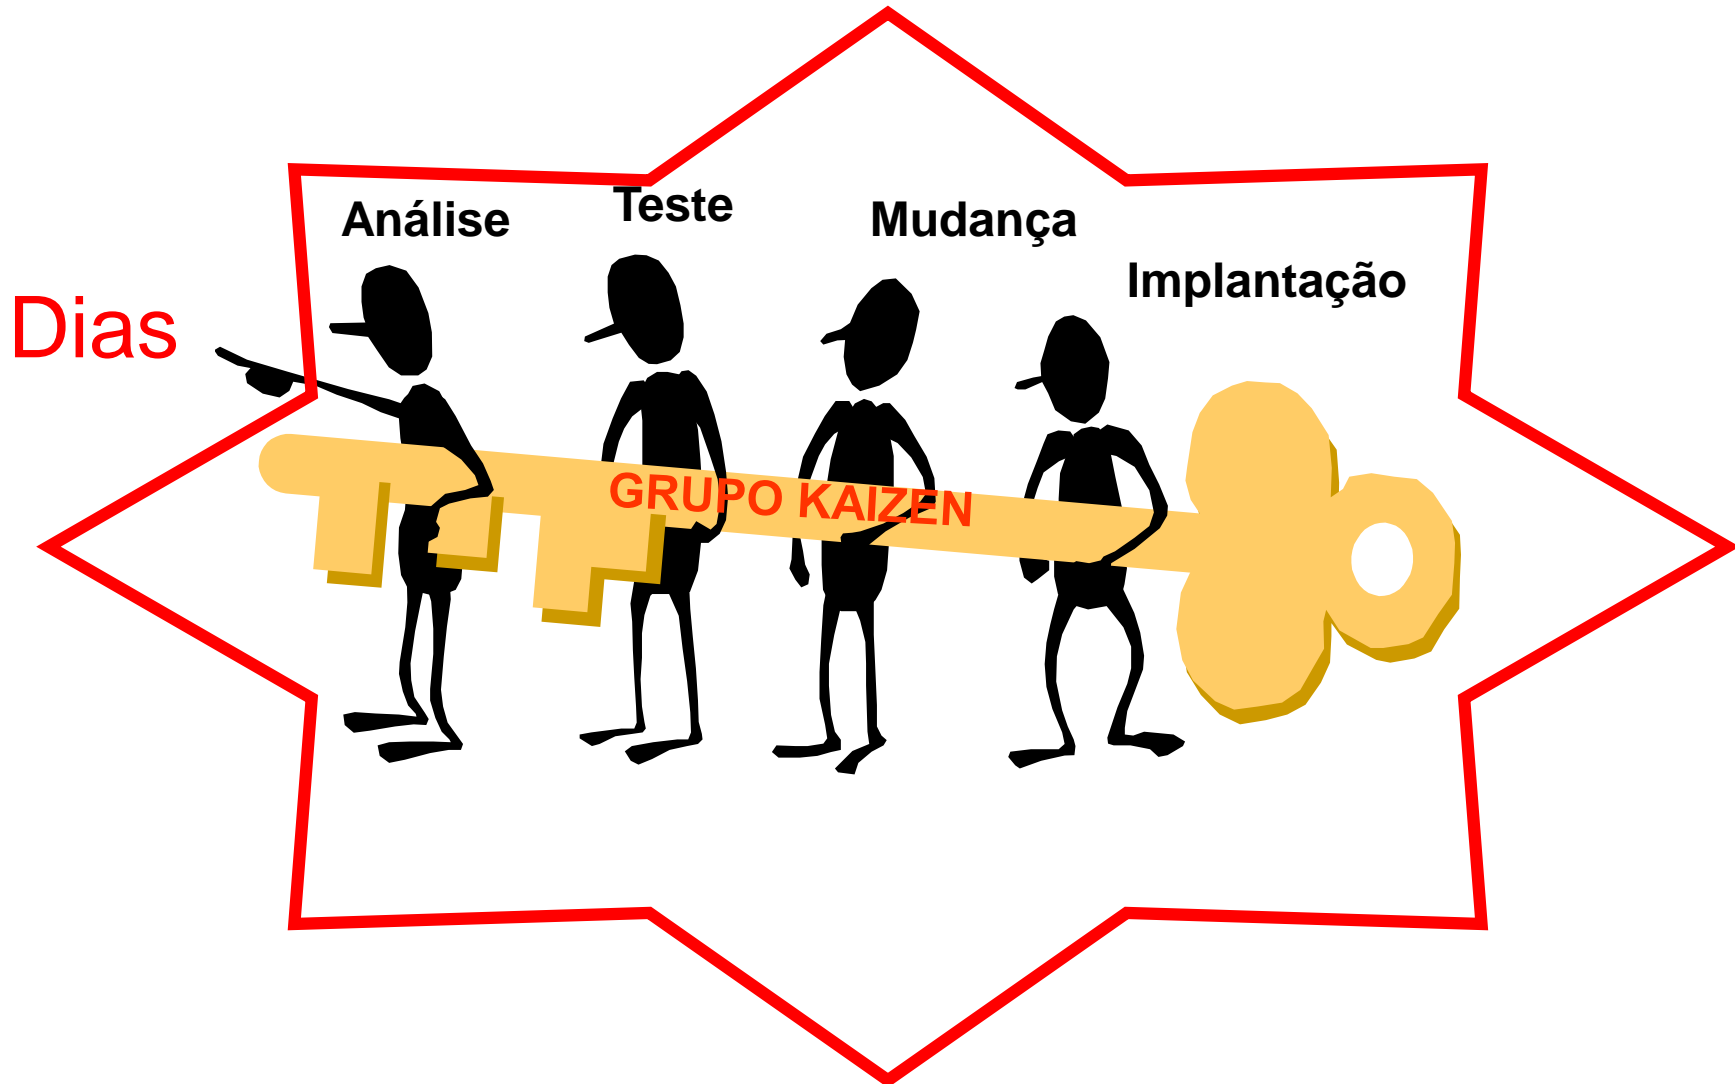 Análise
Teste
Mudança
Implantação
Dias
GRUPO KAIZEN